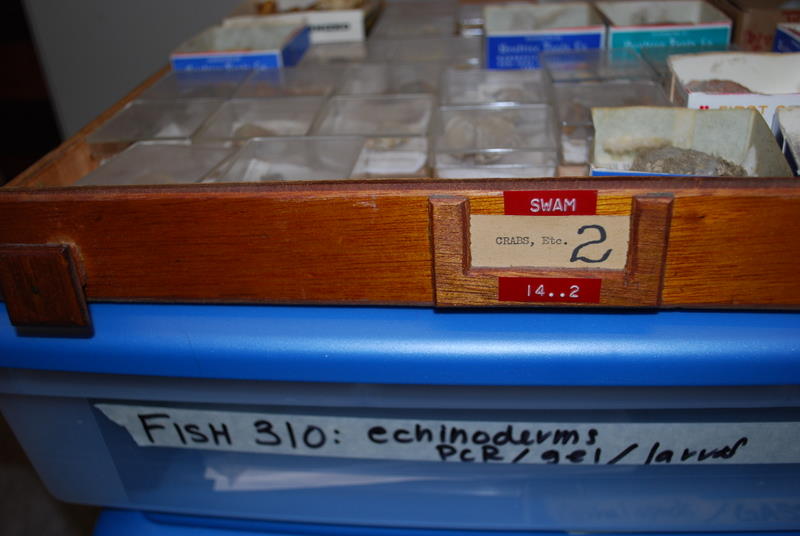 SWAM
CRABS, Etc. 2
14..2
FISH 310: echinoderms
PCR/gel/larvae